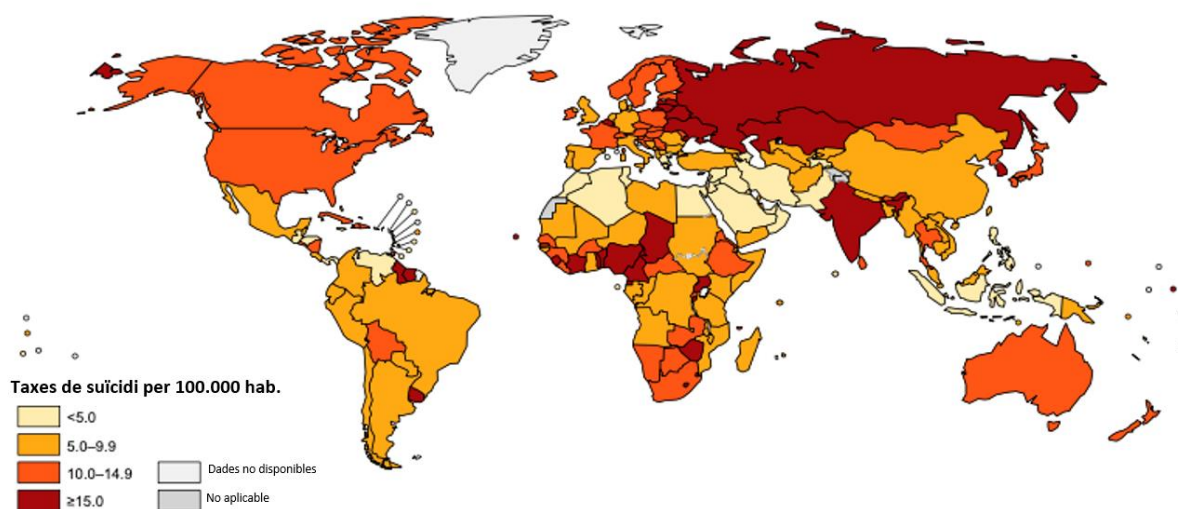 Taxes de suïcidi per 100.000 hab.
<5.0
5.0–9.9
10.0–14.9
≥15.0
Dades no disponibles
No aplicable